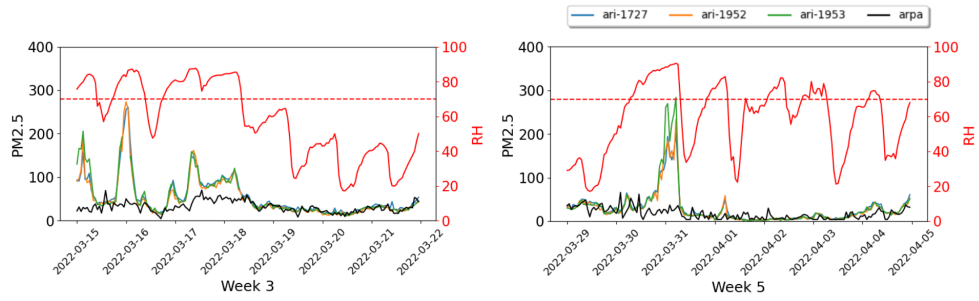 ari-1727 ari-1952 ari-1953 arpa
400 300 200 100 0
PM2.5
100 80 60 40 20 0
RH
2022-03-15 2022-03-16 2022-03-17 2022-03-18 2022-03-19 2022-03-20 2022-03-21 2022-03-22
Week 3
400 300 200 100 0
PM2.5
100 80 60 40 20 0
RH
2022-03-29 2022-03-30 2022-03-31 2022-04-01 2022-04-02 2022-04-03 2022-04-04 2022-04-05
Week 5